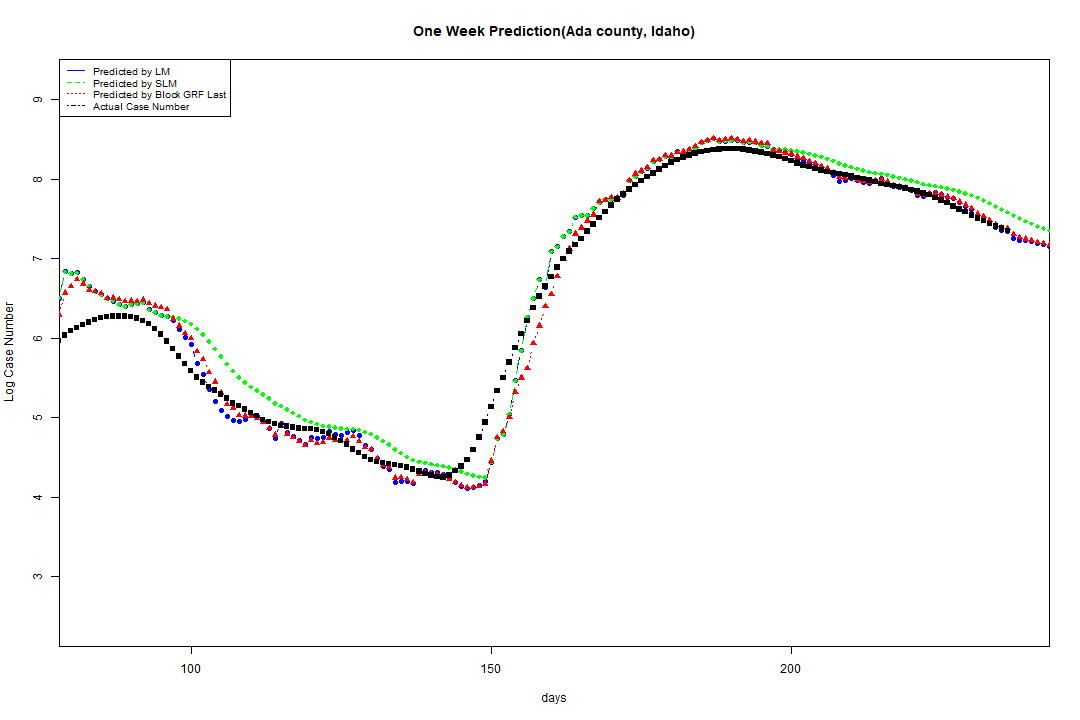 One Week Prediction(Ada county, Idaho)
Predicted by LM
Predicted by SLM
Predicted by Block GRF Last
Actual Case Number
9
8
7
6
5
4
3
Log Case Number
100
150
200
days